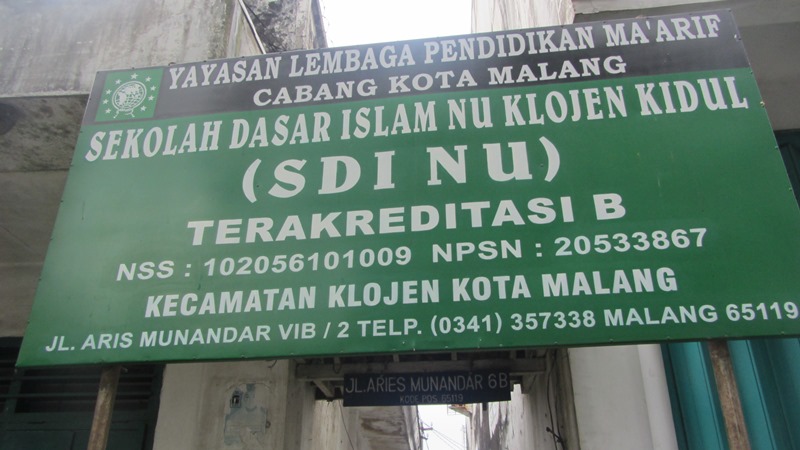 YAYASAN LEMBAGA PENDIDIKAN MA'ARIF
CABANG KOTA MALANG
SEKOLAH DASAR ISLAM NU KLOJEN KIDUL
(SDI NU)
TERAKREDITASI B
NSS : 102056101009 NPSN : 20533867
KECAMATAN KLOJEN KOTA MALANG
JL. ARIS MUNANDAR VIB / 2 TELP. (0341) 357338 MALANG 65119
JL.ARIES MUNANDAR 6B
KODE POS. 65119